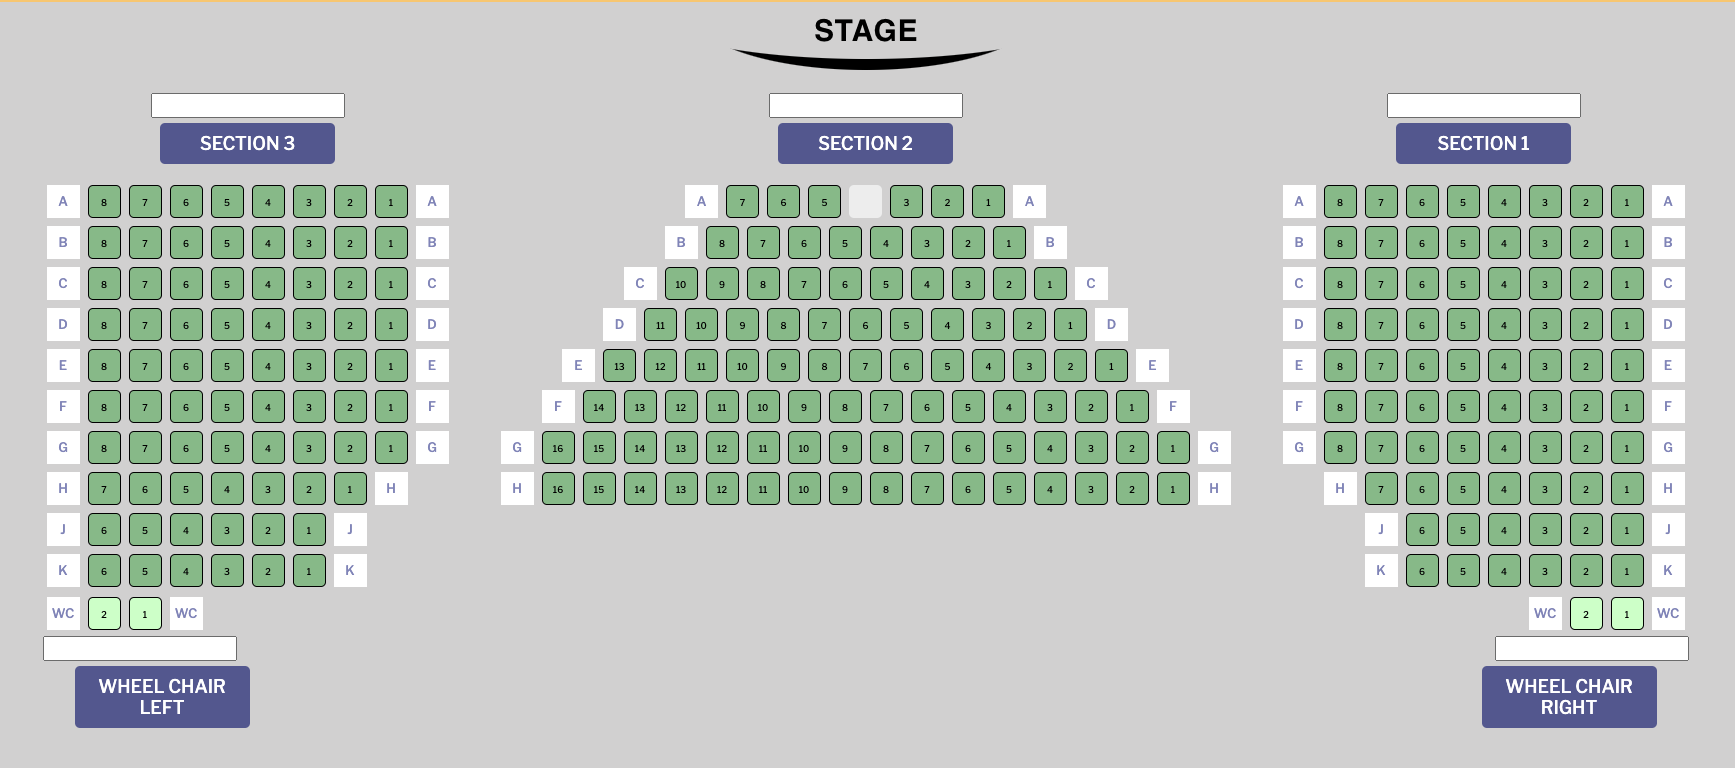 STAGE
SECTION 3
SECTION 2
SECTION 1
A 8 7 6 5 4 3 2 1 A
A 7 6 5 3 2 1 A
A 8 7 6 5 4 3 2 1 A
B 8 7 6 5 4 3 2 1 B
B 8 7 6 5 4 3 2 1 B
B 8 7 6 5 4 3 2 1 B
C 8 7 6 5 4 3 2 1 C
C 10 9 8 7 6 5 4 3 2 1 C
C 8 7 6 5 4 3 2 1 C
D 8 7 6 5 4 3 2 1 D
D 11 10 9 8 7 6 5 4 3 2 1 D
D 8 7 6 5 4 3 2 1 D
E 8 7 6 5 4 3 2 1 E
E 13 12 11 10 9 8 7 6 5 4 3 2 1 E
E 8 7 6 5 4 3 2 1 E
F 8 7 6 5 4 3 2 1 F
F 14 13 12 11 10 9 8 7 6 5 4 3 2 1 F
F 8 7 6 5 4 3 2 1 F
G 8 7 6 5 4 3 2 1 G
G 16 15 14 13 12 11 10 9 8 7 6 5 4 3 2 1 G
G 8 7 6 5 4 3 2 1 G
H 7 6 5 4 3 2 1 H
H 16 15 14 13 12 11 10 9 8 7 6 5 4 3 2 1 H
H 7 6 5 4 3 2 1 H
J 6 5 4 3 2 1 J
J 6 5 4 3 2 1 J
K 6 5 4 3 2 1 K
K 6 5 4 3 2 1 K
WC 2 1 WC
WC 2 1 WC
WHEEL CHAIR
LEFT
WHEEL CHAIR
RIGHT